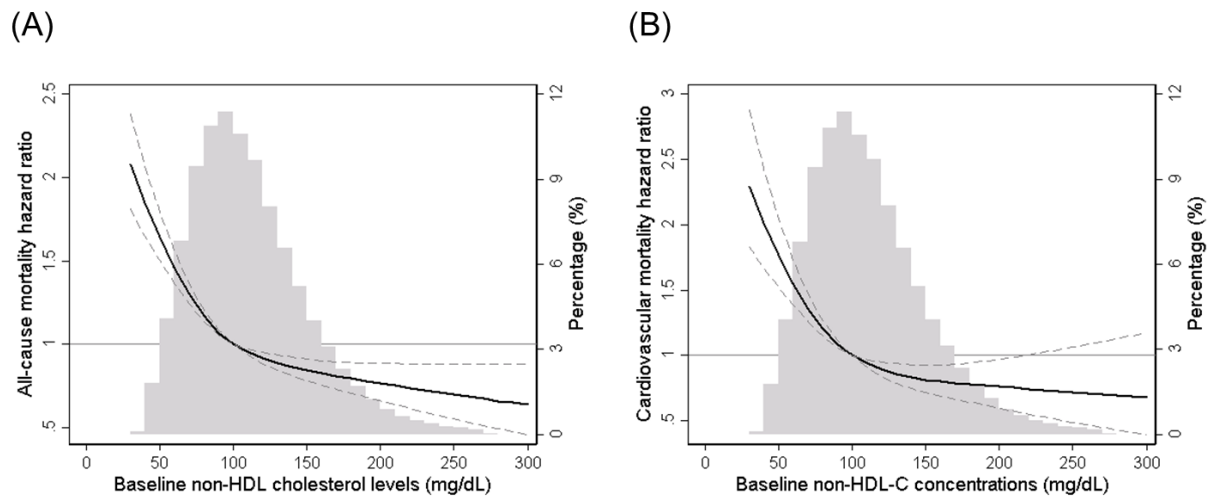 (A)
(B)
All-cause mortality hazard ratio
2.5
2
1.5
1
.5
12
9
6
3
0
Percentage (%)
0 50 100 150 200 250 300
Baseline non-HDL cholesterol levels (mg/dL)
Cardiovascular mortality hazard ratio
3
2.5
2
1.5
1
.5
12
9
6
3
0
Percentage (%)
0 50 100 150 200 250 300
Baseline non-HDL-C concentrations (mg/dL)